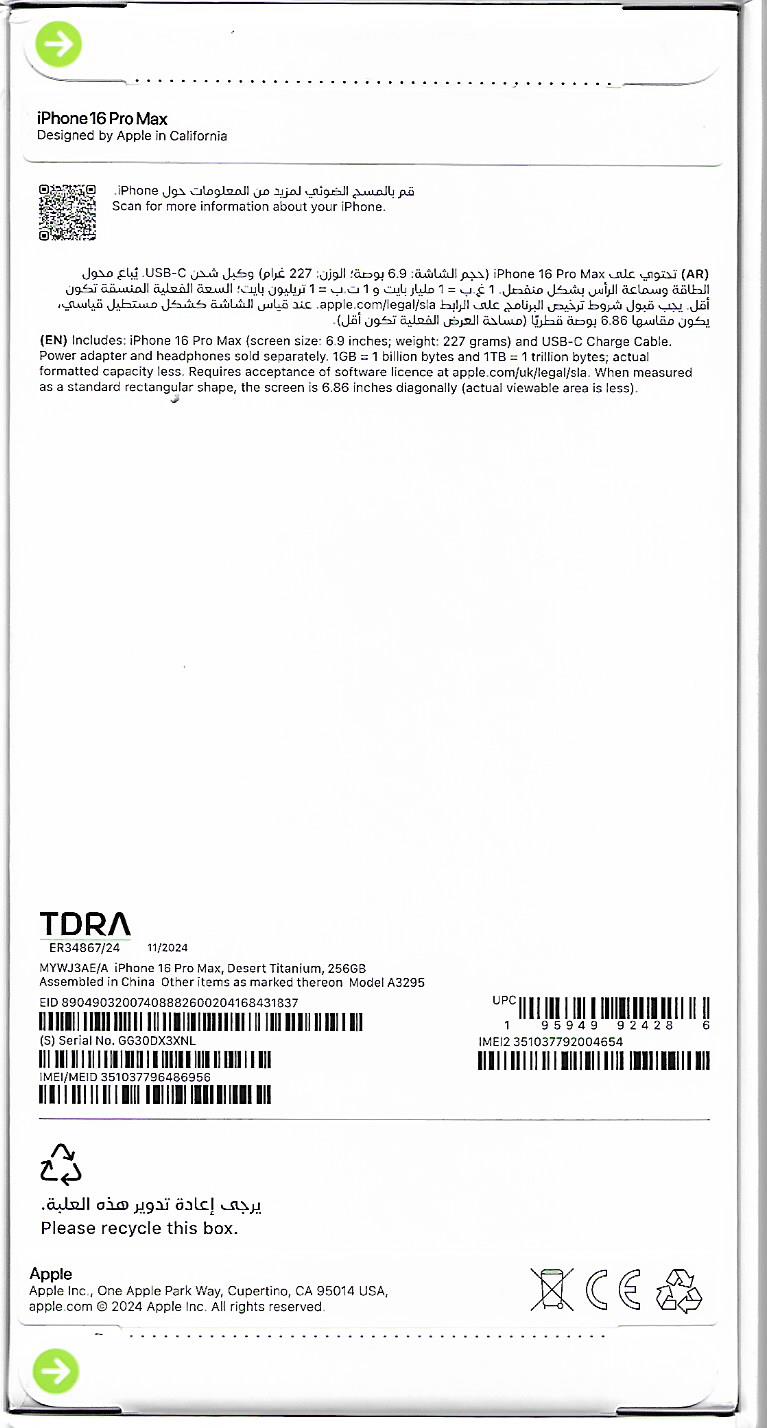 iPhone 16 Pro Max
Designed by Apple in California
قم بالمسح الضوئي لمزيد من المعلومات حول iPhone.
Scan for more information about your iPhone.
(AR) تحتوي على iPhone 16 Pro Max (حجم الشاشة: 6.9 بوصة؛ الوزن: 227 غرام) وكبل شحن USB-C. يُباع محول
الطاقة وسماعة الرأس بشكل منفصل. 1 غ.ب = 1 مليار بايت و 1 ت.ب = 1 تريليون بايت؛ السعة الفعلية المنسقة تكون
أقل. يجب قبول شروط ترخيص البرنامج على الرابط apple.com/legal/sla. عند قياس الشاشة كشكل مستطيل قياسي،
يكون مقاسها 6.86 بوصة قطريًا (مساحة العرض الفعلية تكون أقل).
(EN) Includes: iPhone 16 Pro Max (screen size: 6.9 inches; weight: 227 grams) and USB-C Charge Cable.
Power adapter and headphones sold separately. 1GB = 1 billion bytes and 1TB = 1 trillion bytes; actual
formatted capacity less. Requires acceptance of software licence at apple.com/uk/legal/sla. When measured
as a standard rectangular shape, the screen is 6.86 inches diagonally (actual viewable area is less).
TDRA
ER34867/24 11/2024
MYWJ3AE/A iPhone 16 Pro Max, Desert Titanium, 256GB
Assembled in China Other items as marked thereon Model A3295
EID 89049032007408882600204168431837
UPC
1 95949 92428 6
(S) Serial No. GG30DX3XNL
IMEI2 351037792004654
IMEI/MEID 351037796486956
يرجى إعادة تدوير هذه العلبة.
Please recycle this box.
Apple
Apple Inc., One Apple Park Way, Cupertino, CA 95014 USA,
apple.com © 2024 Apple Inc. All rights reserved.
CE